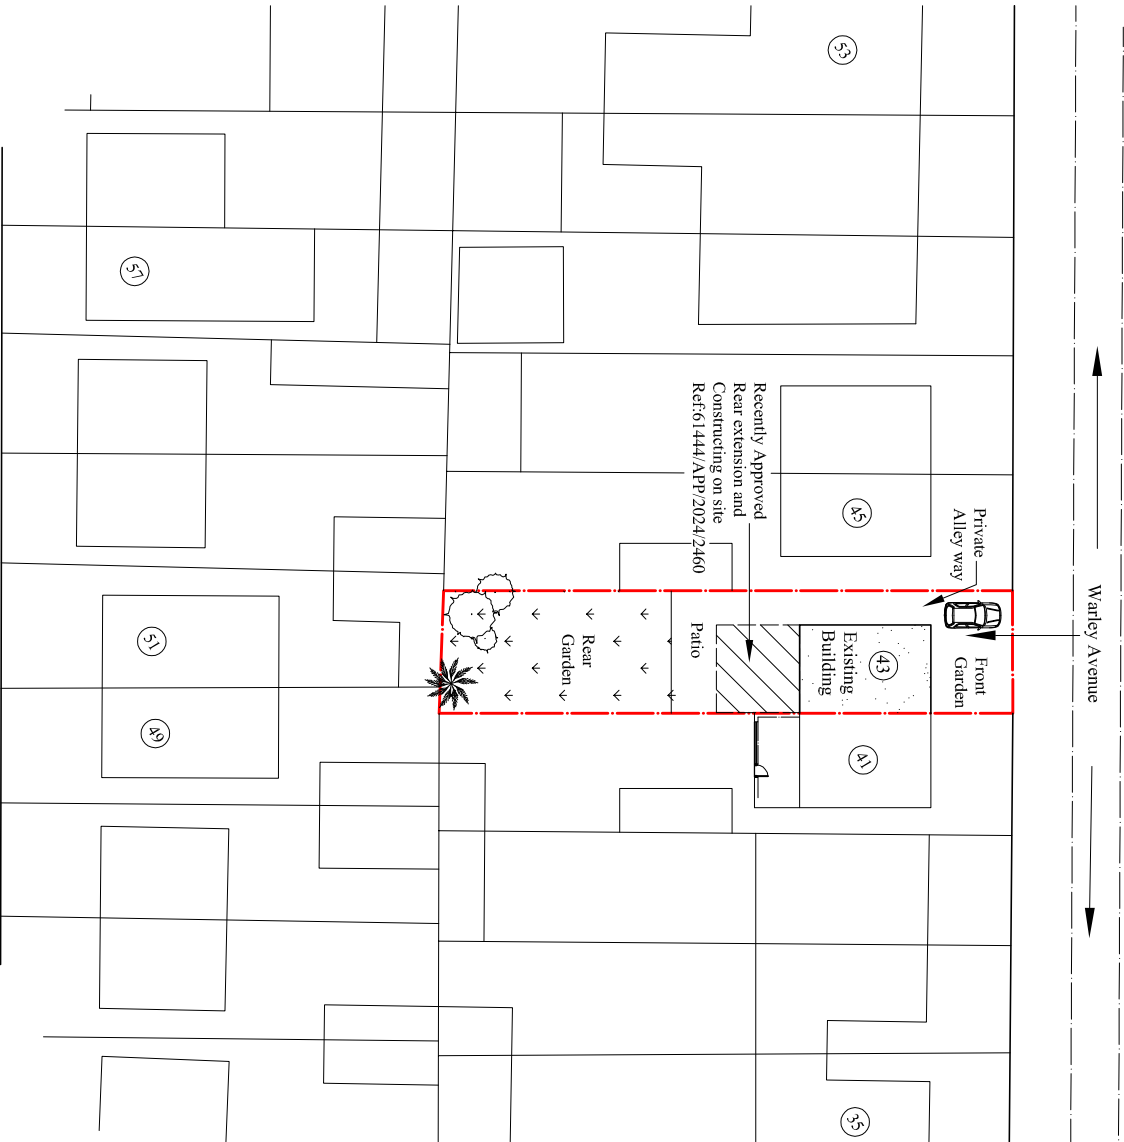 Warley Avenue
53
57
45
Private
Alley way
Recently Approved
Rear extension and
Constructing on site
Ref:61444/APP/2024/2460
Front
Garden
43
Existing
Building
Patio
Rear
Garden
41
51
49
35